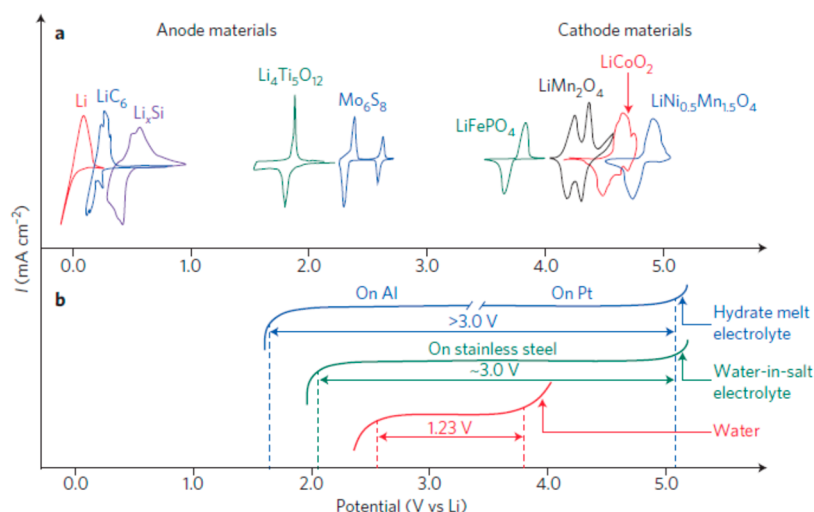 a
Anode materials
Cathode materials
Li
LiC₆
LiₓSi
Li₄Ti₅O₁₂
Mo₆S₈
LiFePO₄
LiMn₂O₄
LiCoO₂
LiNi₀.₅Mn₁.₅O₄
I (mA cm⁻²)
0.0 1.0 2.0 3.0 4.0 5.0
b
On Al
On Pt
>3.0 V
Hydrate melt
electrolyte
On stainless steel
~3.0 V
Water-in-salt
electrolyte
1.23 V
Water
0.0 1.0 2.0 3.0 4.0 5.0
Potential (V vs Li)